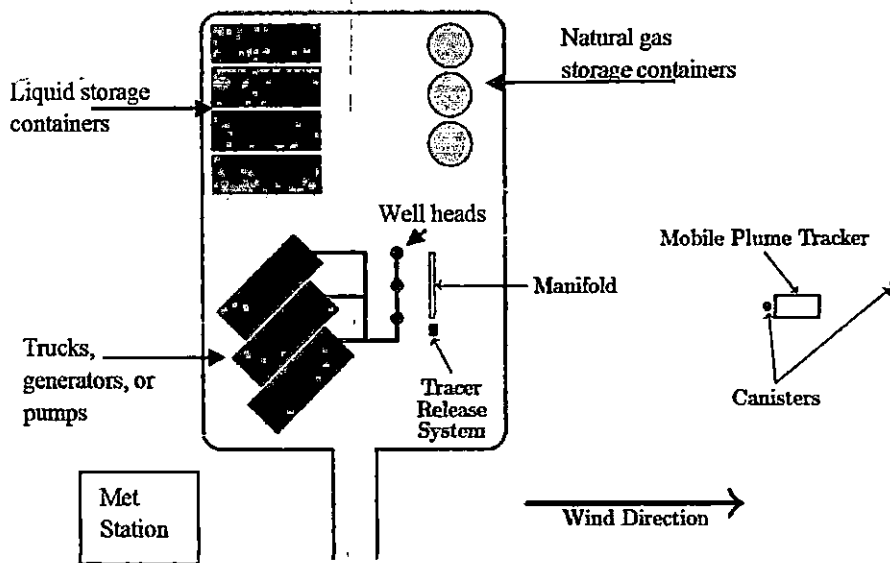 Natural gas
storage containers
Liquid storage
containers
Well heads
Mobile Plume Tracker
Manifold
Trucks,
generators, or
pumps
Tracer
Release
System
Canisters
Met
Station
Wind Direction